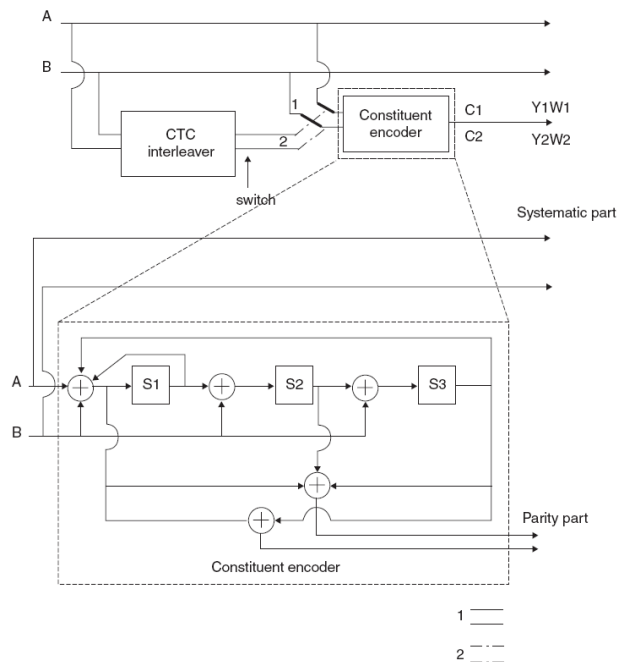 A
B
1
CTC
interleaver
2
switch
Constituent
encoder
C1
C2
Y1W1
Y2W2
Systematic part
A
B
S1
S2
S3
Parity part
Constituent encoder
1
2